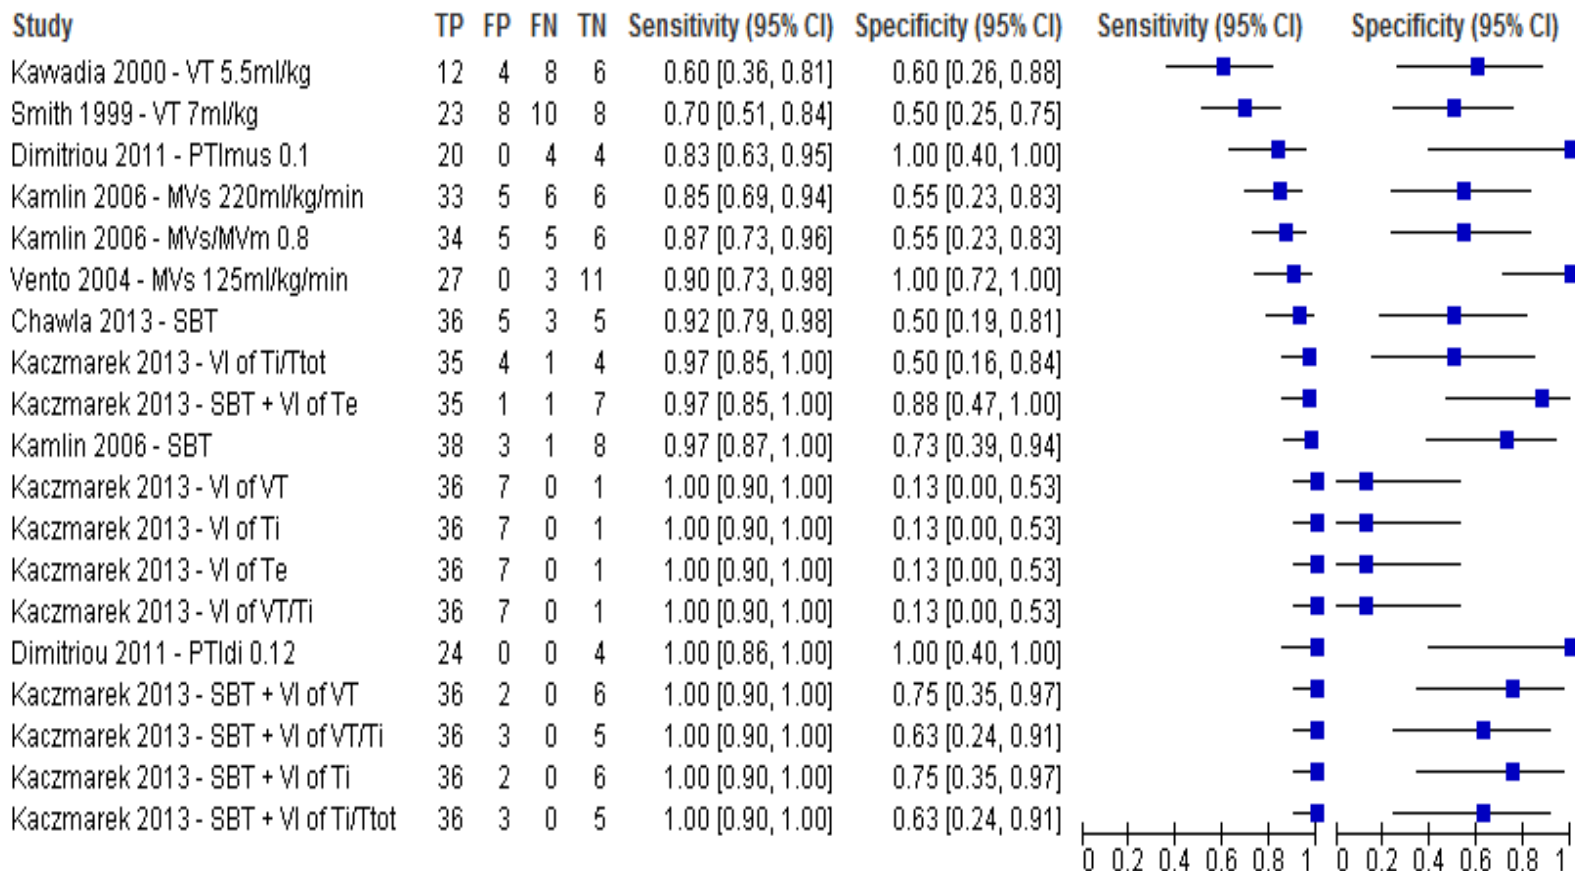 Study TP FP FN TN Sensitivity (95% CI) Specificity (95% CI) Sensitivity (95% CI) Specificity (95% CI)
Kawadia 2000 - VT 5.5ml/kg 12 4 8 6 0.60 [0.36, 0.81] 0.60 [0.26, 0.88]
Smith 1999 - VT 7ml/kg 23 8 10 8 0.70 [0.51, 0.84] 0.50 [0.25, 0.75]
Dimitriou 2011 - PTImus 0.1 20 0 4 4 0.83 [0.63, 0.95] 1.00 [0.40, 1.00]
Kamlin 2006 - MVs 220ml/kg/min 33 5 6 6 0.85 [0.69, 0.94] 0.55 [0.23, 0.83]
Kamlin 2006 - MVs/MVm 0.8 34 5 5 6 0.87 [0.73, 0.96] 0.55 [0.23, 0.83]
Vento 2004 - MVs 125ml/kg/min 27 0 3 11 0.90 [0.73, 0.98] 1.00 [0.72, 1.00]
Chawla 2013 - SBT 36 5 3 5 0.92 [0.79, 0.98] 0.50 [0.19, 0.81]
Kaczmarek 2013 - VI of Ti/Ttot 35 4 1 4 0.97 [0.85, 1.00] 0.50 [0.16, 0.84]
Kaczmarek 2013 - SBT + VI of Te 35 1 1 7 0.97 [0.85, 1.00] 0.88 [0.47, 1.00]
Kamlin 2006 - SBT 38 3 1 8 0.97 [0.87, 1.00] 0.73 [0.39, 0.94]
Kaczmarek 2013 - VI of VT 36 7 0 1 1.00 [0.90, 1.00] 0.13 [0.00, 0.53]
Kaczmarek 2013 - VI of Ti 36 7 0 1 1.00 [0.90, 1.00] 0.13 [0.00, 0.53]
Kaczmarek 2013 - VI of Te 36 7 0 1 1.00 [0.90, 1.00] 0.13 [0.00, 0.53]
Kaczmarek 2013 - VI of VT/Ti 36 7 0 1 1.00 [0.90, 1.00] 0.13 [0.00, 0.53]
Dimitriou 2011 - PTIdi 0.12 24 0 0 4 1.00 [0.86, 1.00] 1.00 [0.40, 1.00]
Kaczmarek 2013 - SBT + VI of VT 36 2 0 6 1.00 [0.90, 1.00] 0.75 [0.35, 0.97]
Kaczmarek 2013 - SBT + VI of VT/Ti 36 3 0 5 1.00 [0.90, 1.00] 0.63 [0.24, 0.91]
Kaczmarek 2013 - SBT + VI of Ti 36 2 0 6 1.00 [0.90, 1.00] 0.75 [0.35, 0.97]
Kaczmarek 2013 - SBT + VI of Ti/Ttot 36 3 0 5 1.00 [0.90, 1.00] 0.63 [0.24, 0.91]
0 0.2 0.4 0.6 0.8 1 0 0.2 0.4 0.6 0.8 1